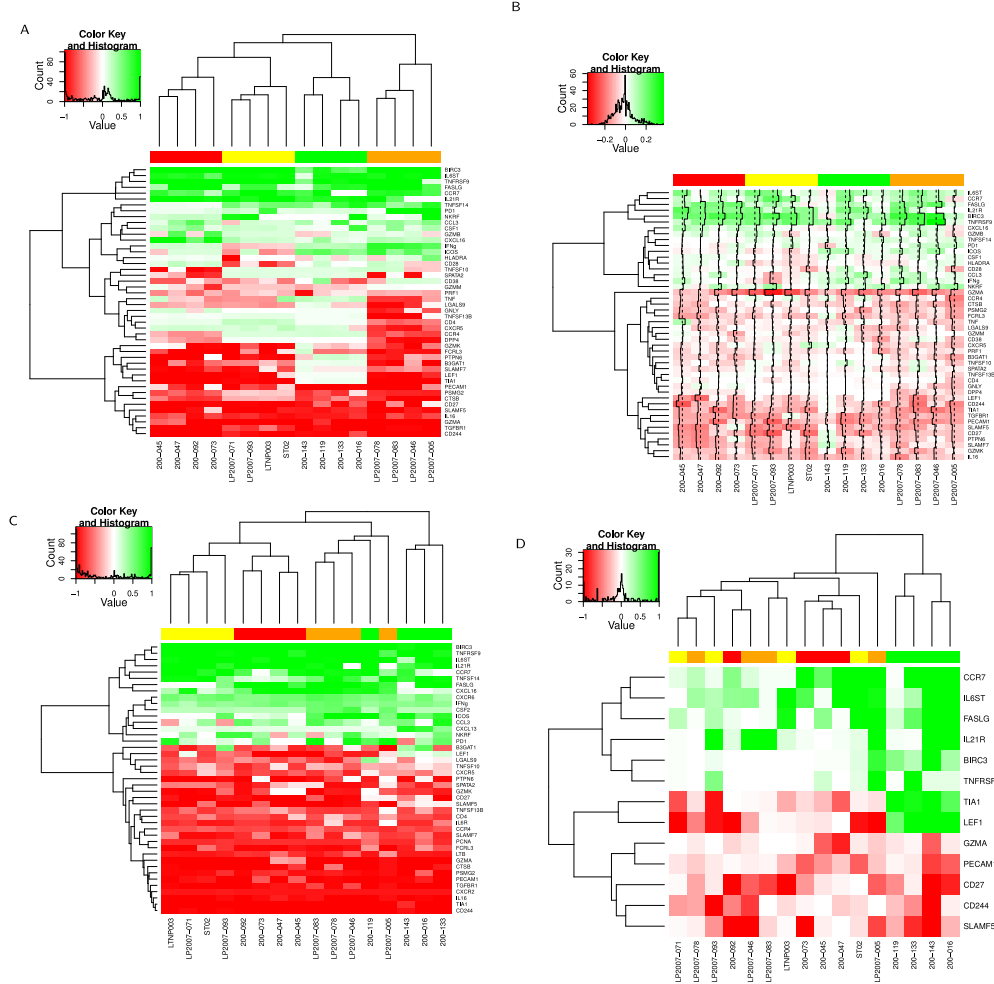 A
Color Key
and Histogram
Count
0 40 80
-1 -0.5 0 0.5 1
Value
BIRC3
IL6ST
TNFRSF9
FASLG
CCR7
IL21R
TNFSF14
PD1
NKRF
CCL3
CSF1
GZMB
CXCL16
IFNg
ICOS
HLADRA
CD28
TNFSF10
SPATA2
CD38
GZMM
PRF1
TNF
LGALS9
GNLY
TNFSF13B
CD4
CXCR5
CCR4
DPP4
GZMK
FCRL3
PTPN6
B3GAT1
SLAMF7
LEF1
TIA1
PECAM1
PSMG2
CTSB
CD27
SLAMF5
IL16
GZMA
TGFBR1
CD244
200-045
200-047
200-092
200-073
LP2007-071
LP2007-093
LTNP003
ST02
200-143
200-119
200-133
200-016
LP2007-078
LP2007-083
LP2007-046
LP2007-005
B
Color Key
and Histogram
Count
0 20 40 60
-0.2 0 0.2
Value
IL6ST
CCR7
FASLG
IL21R
BIRC3
TNFRSF9
CXCL16
GZMB
TNFSF14
PD1
ICOS
CSF1
HLADRA
CD28
CCL3
IFNg
NKRF
GZMA
CCR4
CTSB
PSMG2
FCRL3
TNF
LGALS9
GZMM
CD38
CXCR5
PRF1
B3GAT1
TNFSF10
SPATA2
TNFSF13B
CD4
GNLY
DPP4
LEF1
CD244
TIA1
TGFBR1
PECAM1
SLAMF5
CD27
PTPN6
SLAMF7
GZMK
IL16
200-045
200-047
200-092
200-073
LP2007-071
LP2007-093
LTNP003
ST02
200-143
200-119
200-133
200-016
LP2007-078
LP2007-083
LP2007-046
LP2007-005
C
Color Key
and Histogram
Count
0 40 80
-1 -0.5 0 0.5 1
Value
BIRC3
TNFRSF9
IL6ST
IL21R
CCR7
TNFSF14
FASLG
CXCL16
CXCR6
IFNg
CSF2
ICOS
CCL3
CXCL13
NKRF
PD1
B3GAT1
LEF1
LGALS9
TNFSF10
CXCR5
PTPN6
SPATA2
GZMK
CD27
SLAMF5
TNFSF13B
CD4
IL6R
CCR4
SLAMF7
PCNA
FCRL3
LTB
GZMA
CTSB
PSMG2
PECAM1
TGFBR1
CXCR2
IL16
TIA1
CD244
LTNP003
LP2007-071
ST02
LP2007-093
200-092
200-073
200-047
200-045
LP2007-083
LP2007-078
LP2007-046
200-119
LP2007-005
200-143
200-016
200-133
D
Color Key
and Histogram
Count
0 10 20 30
-1 -0.5 0 0.5 1
Value
CCR7
IL6ST
FASLG
IL21R
BIRC3
TNFRSF
TIA1
LEF1
GZMA
PECAM
CD27
CD244
SLAMF5
LP2007-071
LP2007-078
LP2007-093
200-092
LP2007-046
LP2007-083
LTNP003
200-073
200-045
200-047
ST02
LP2007-005
200-119
200-133
200-143
200-016